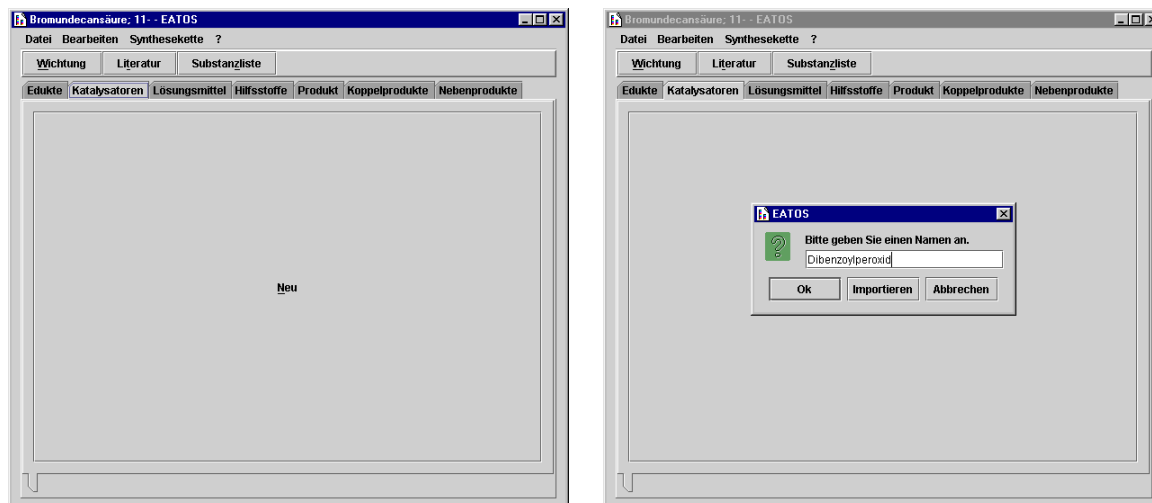 Bromundecansäure; 11- - EATOS
Datei Bearbeiten Synthesekette ?
Wichtung Literatur Substanzliste
Edukte Katalysatoren Lösungsmittel Hilfsstoffe Produkt Koppelprodukte Nebenprodukte
Neu
Bromundecansäure; 11- - EATOS
Datei Bearbeiten Synthesekette ?
Wichtung Literatur Substanzliste
Edukte Katalysatoren Lösungsmittel Hilfsstoffe Produkt Koppelprodukte Nebenprodukte
EATOS
Bitte geben Sie einen Namen an.
Dibenzoylperoxid
Ok Importieren Abbrechen